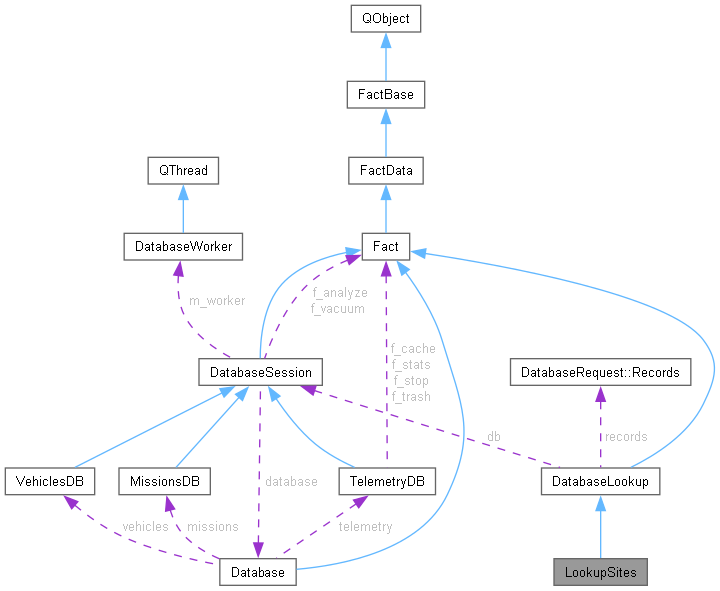 QObject
FactBase
QThread
FactData
DatabaseWorker
Fact
m_worker
f_analyze
f_vacuum
f_cache
f_stats
f_stop
f_trash
DatabaseSession
DatabaseRequest::Records
db
records
VehiclesDB
MissionsDB
database
TelemetryDB
DatabaseLookup
vehicles
missions
telemetry
Database
LookupSites